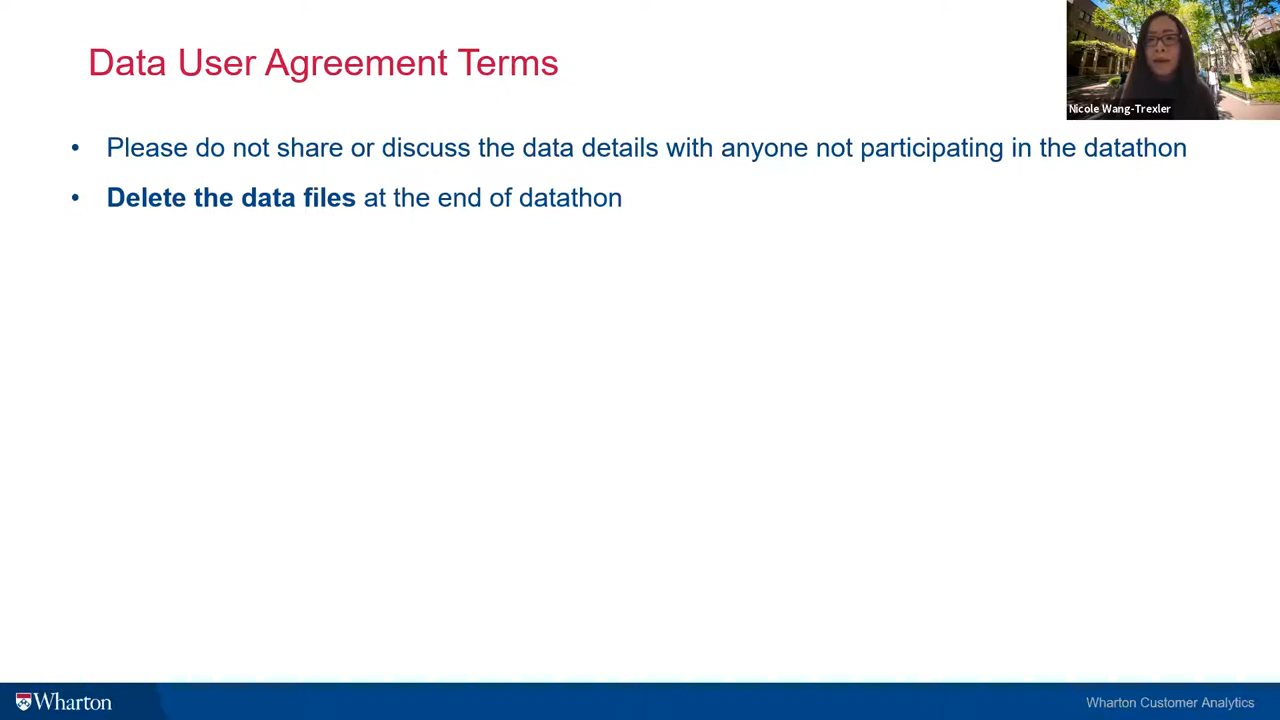 Data User Agreement Terms
Nicole Wang-Trexler
• Please do not share or discuss the data details with anyone not participating in the datathon
• Delete the data files at the end of datathon
Wharton
Wharton Customer Analytics